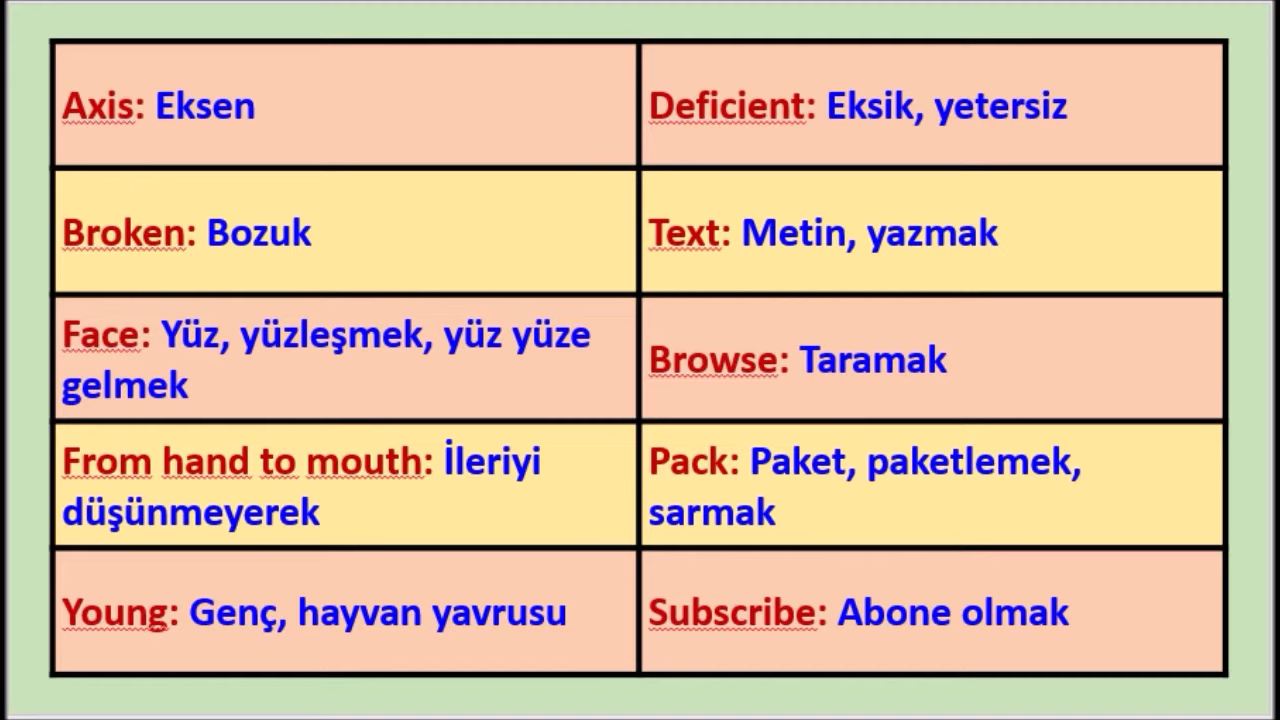 Axis: Eksen
Deficient: Eksik, yetersiz
Broken: Bozuk
Text: Metin, yazmak
Face: Yüz, yüzleşmek, yüz yüze
gelmek
Browse: Taramak
From hand to mouth: İleriyi
düşünmeyerek
Pack: Paket, paketlemek,
sarmak
Young: Genç, hayvan yavrusu
Subscribe: Abone olmak